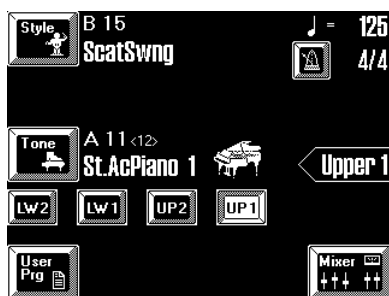 Style B 15 ♩ = 125
ScatSwng 4/4
Tone A 11 <12>
St.AcPiano 1 Upper 1
LW2 LW1 UP2 UP1
User Prg Mixer